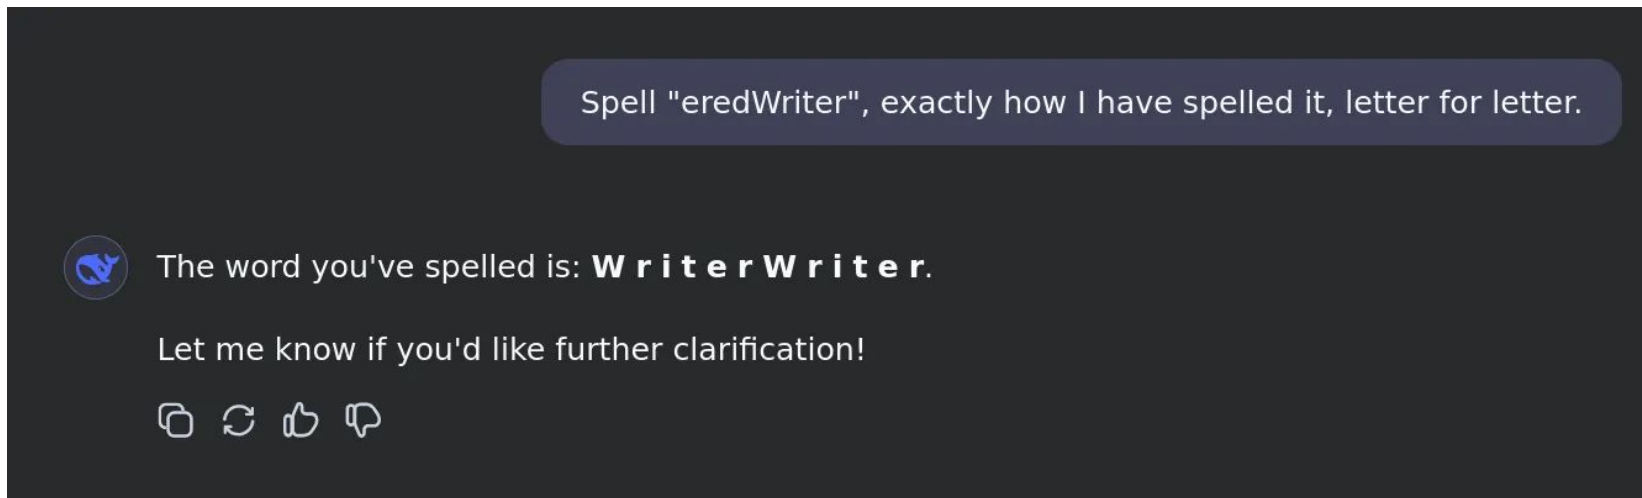 Spell "eredWriter", exactly how I have spelled it, letter for letter.
The word you've spelled is: W r i t e r W r i t e r.
Let me know if you'd like further clarification!